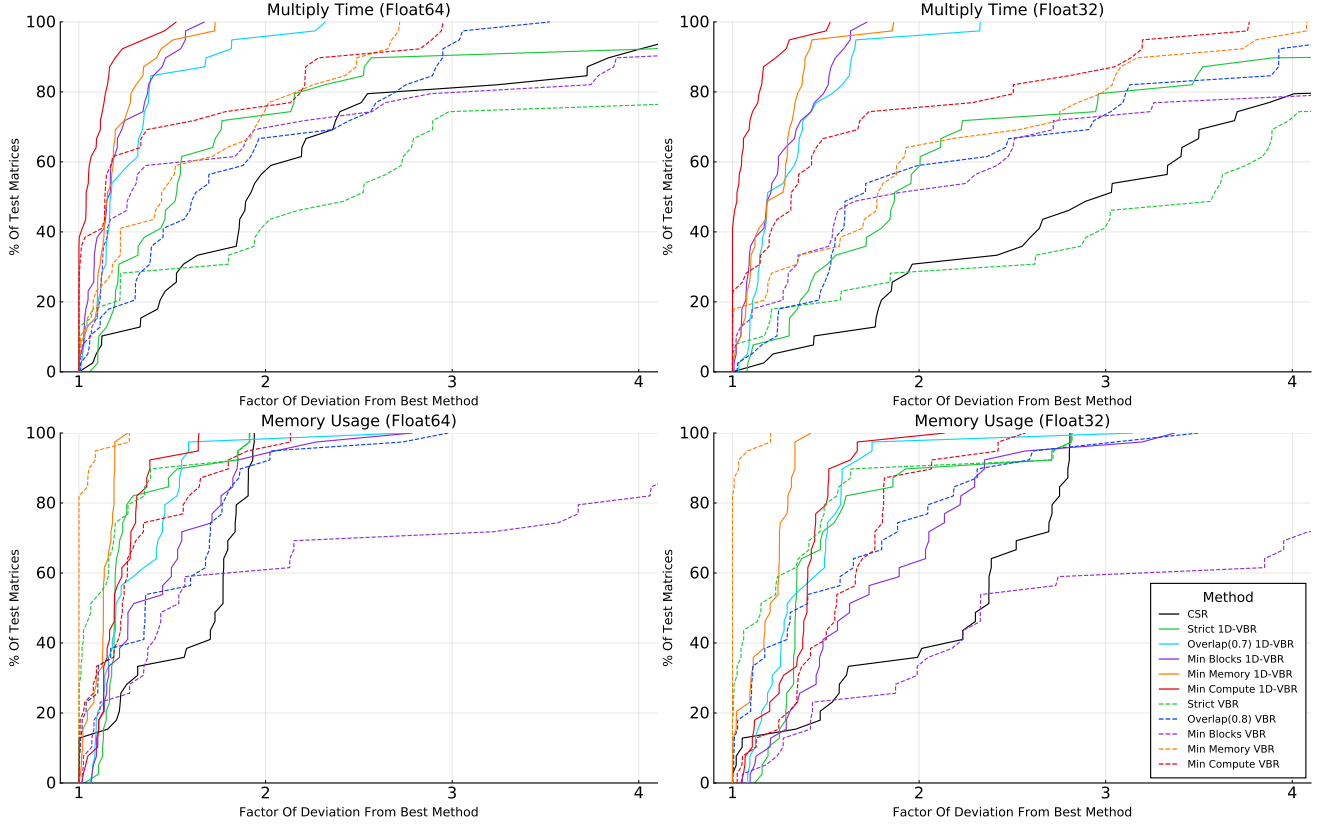 Multiply Time (Float64)
100
80
60
40
20
0
% Of Test Matrices
1 2 3 4
Factor Of Deviation From Best Method
Multiply Time (Float32)
100
80
60
40
20
0
% Of Test Matrices
1 2 3 4
Factor Of Deviation From Best Method
Memory Usage (Float64)
100
80
60
40
20
0
% Of Test Matrices
1 2 3 4
Factor Of Deviation From Best Method
Memory Usage (Float32)
100
80
60
40
20
0
% Of Test Matrices
1 2 3 4
Factor Of Deviation From Best Method
Method
CSR
Strict 1D-VBR
Overlap(0.7) 1D-VBR
Min Blocks 1D-VBR
Min Memory 1D-VBR
Min Compute 1D-VBR
Strict VBR
Overlap(0.8) VBR
Min Blocks VBR
Min Memory VBR
Min Compute VBR